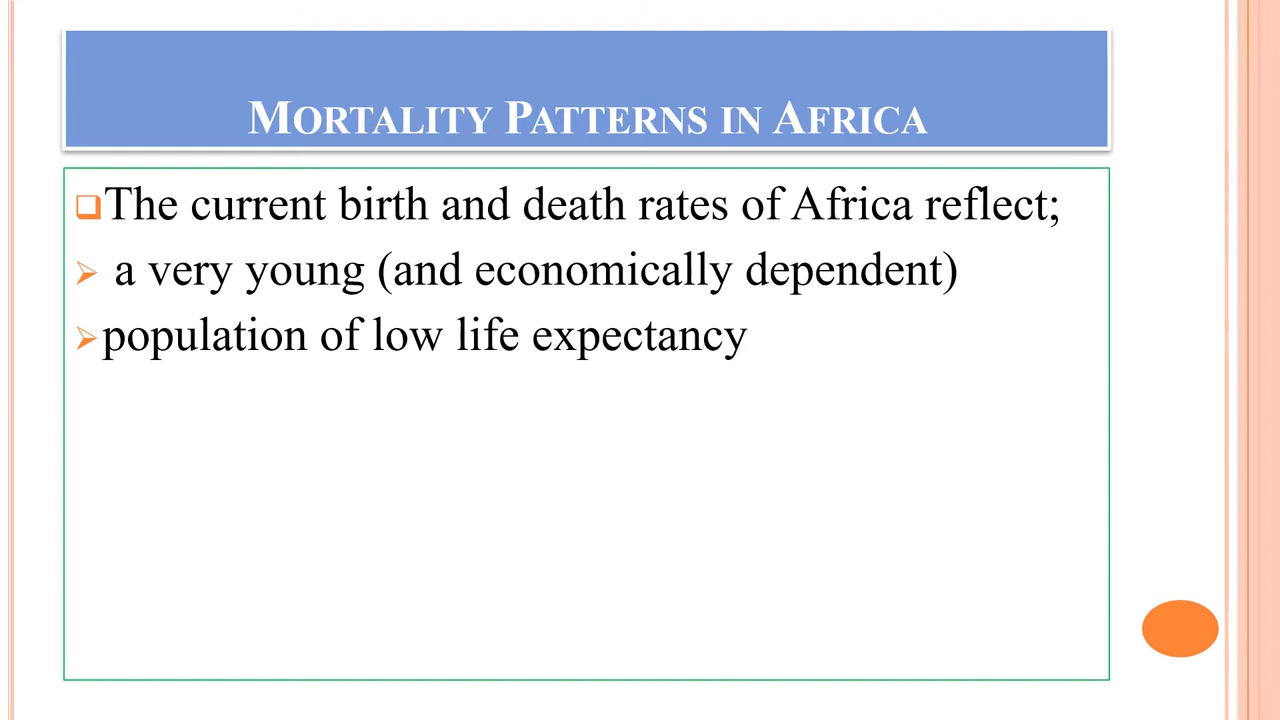 MORTALITY PATTERNS IN AFRICA
The current birth and death rates of Africa reflect;
a very young (and economically dependent)
population of low life expectancy